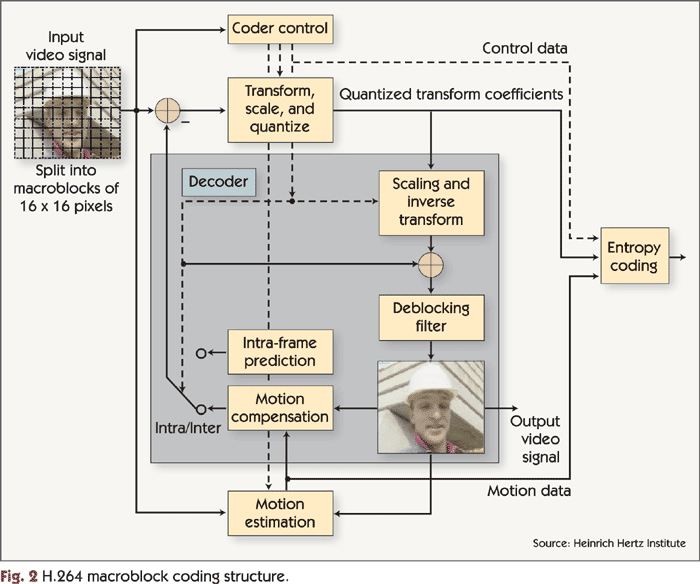 Input
video signal
Split into
macroblocks of
16 x 16 pixels
Coder control
Control data
Transform,
scale, and
quantize
Quantized transform coefficients
Decoder
Scaling and
inverse
transform
Entropy
coding
Deblocking
filter
Intra-frame
prediction
Motion
compensation
Intra/Inter
Output
video
signal
Motion data
Motion
estimation
Source: Heinrich Hertz Institute
Fig. 2 H.264 macroblock coding structure.